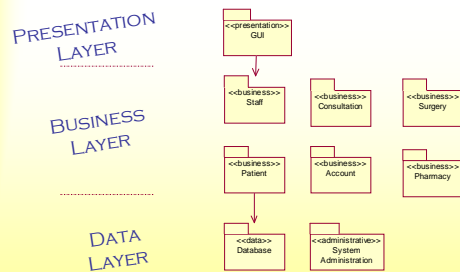 PRESENTATION
LAYER
<<presentation>>
GUI
BUSINESS
LAYER
<<business>>
Staff
<<business>>
Consultation
<<business>>
Surgery
<<business>>
Patient
<<business>>
Account
<<business>>
Pharmacy
DATA
LAYER
<<data>>
Database
<<administrative>>
System
Administration